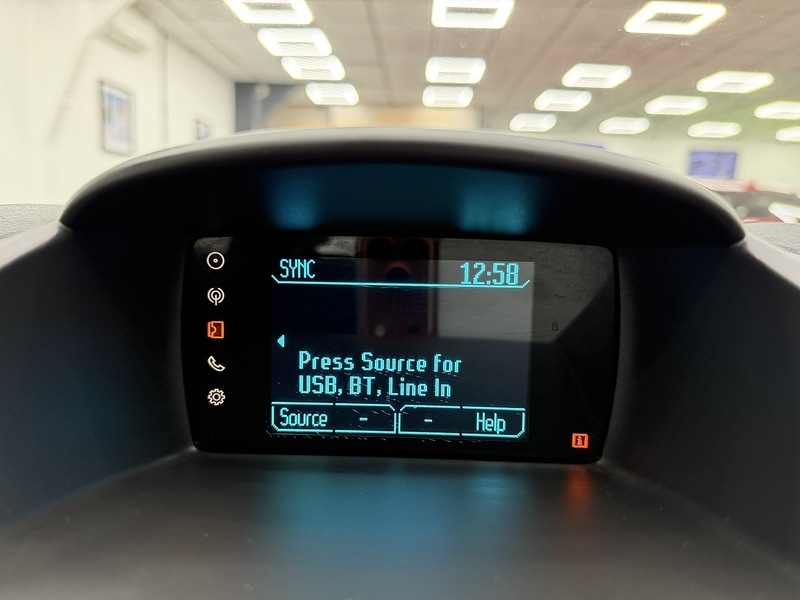 SYNC 12:58
Press Source for
USB, BT, Line In
Source - - Help